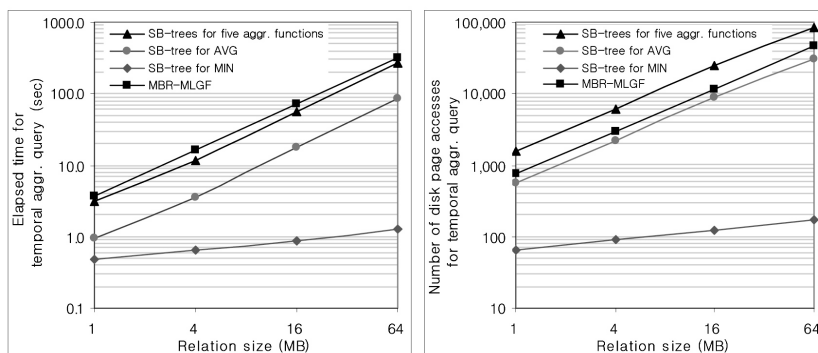 1000.0
100.0
10.0
1.0
0.1
Elapsed time for
temporal aggr. query (sec)
SB-trees for five aggr. functions
SB-tree for AVG
SB-tree for MIN
MBR-MLGF
1 4 16 64
Relation size (MB)
100,000
10,000
1,000
100
10
Number of disk page accesses
for temporal aggr. query
SB-trees for five aggr. functions
SB-tree for AVG
SB-tree for MIN
MBR-MLGF
1 4 16 64
Relation size (MB)